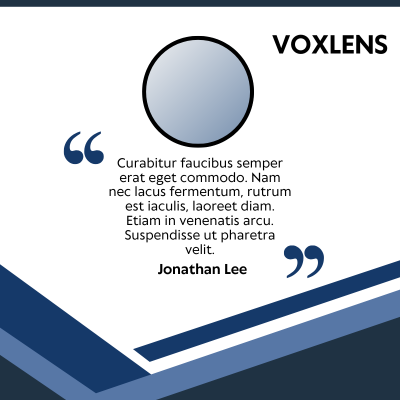 VOXLENS
“
Curabitur faucibus semper
erat eget commodo. Nam
nec lacus fermentum, rutrum
est iaculis, laoreet diam.
Etiam in venenatis arcu.
Suspendisse ut pharetra
velit.
”
Jonathan Lee